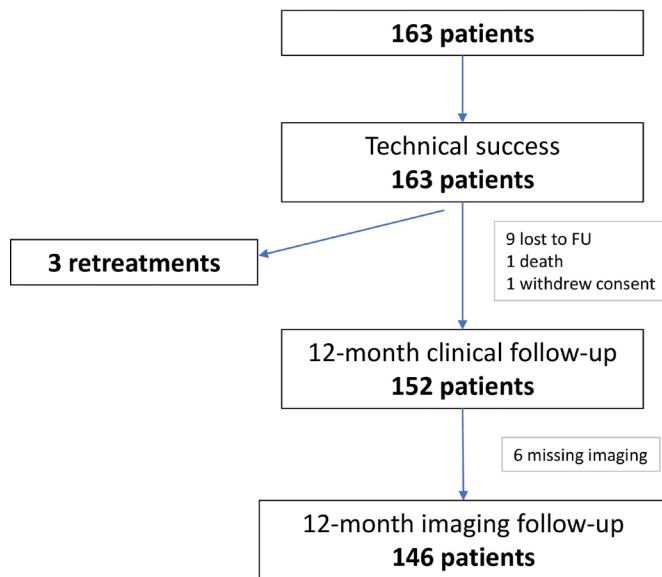 163 patients
Technical success
163 patients
3 retreatments
9 lost to FU
1 death
1 withdrew consent
12-month clinical follow-up
152 patients
6 missing imaging
12-month imaging follow-up
146 patients